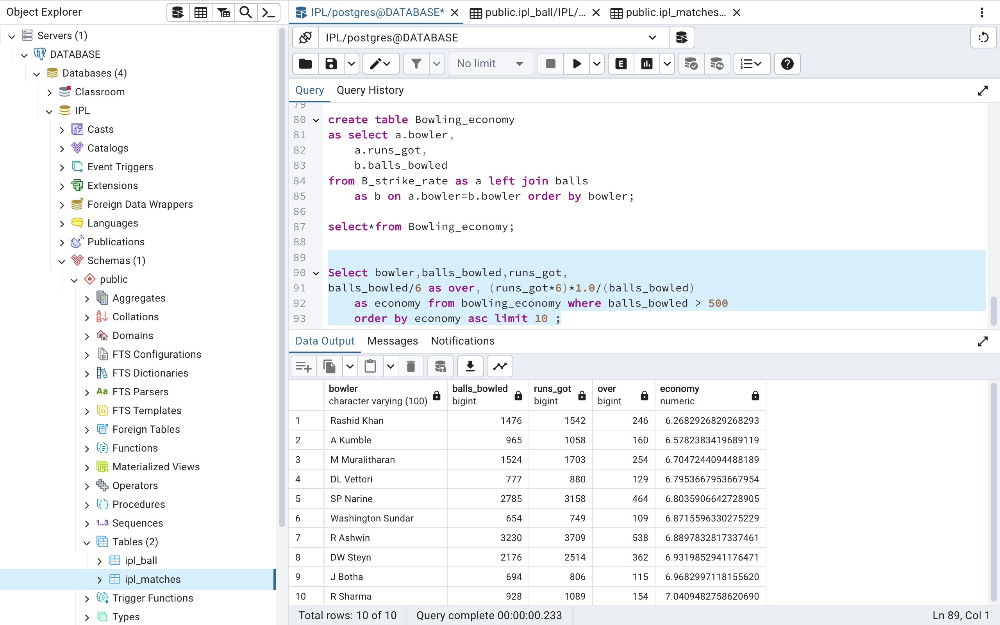 Object Explorer
Servers (1)
DATABASE
Databases (4)
Classroom
IPL
Casts
Catalogs
Event Triggers
Extensions
Foreign Data Wrappers
Languages
Publications
Schemas (1)
public
Aggregates
Collations
Domains
FTS Configurations
FTS Dictionaries
Aa FTS Parsers
FTS Templates
Foreign Tables
Functions
Materialized Views
Operators
Procedures
1..3 Sequences
Tables (2)
ipl_ball
ipl_matches
Trigger Functions
Types
IPL/postgres@DATABASE* public.ipl_ball/IPL/... public.ipl_matches...
IPL/postgres@DATABASE
No limit E
Query Query History
79
80 create table Bowling_economy
81 as select a.bowler,
82 a.runs_got,
83 b.balls_bowled
84 from B_strike_rate as a left join balls
85 as b on a.bowler=b.bowler order by bowler;
86
87 select*from Bowling_economy;
88
89
90 Select bowler,balls_bowled,runs_got,
91 balls_bowled/6 as over, (runs_got*6)*1.0/(balls_bowled)
92 as economy from bowling_economy where balls_bowled > 500
93 order by economy asc limit 10 ;
Data Output Messages Notifications
bowler balls_bowled runs_got over economy
character varying (100) bigint bigint bigint numeric
1 Rashid Khan 1476 1542 246 6.2682926829268293
2 A Kumble 965 1058 160 6.5782383419689119
3 M Muralitharan 1524 1703 254 6.7047244094488189
4 DL Vettori 777 880 129 6.7953667953667954
5 SP Narine 2785 3158 464 6.8035906642728905
6 Washington Sundar 654 749 109 6.8715596330275229
7 R Ashwin 3230 3709 538 6.8897832817337461
8 DW Steyn 2176 2514 362 6.9319852941176471
9 J Botha 694 806 115 6.9682997118155620
10 R Sharma 928 1089 154 7.0409482758620690
Total rows: 10 of 10 Query complete 00:00:00.233 Ln 89, Col 1